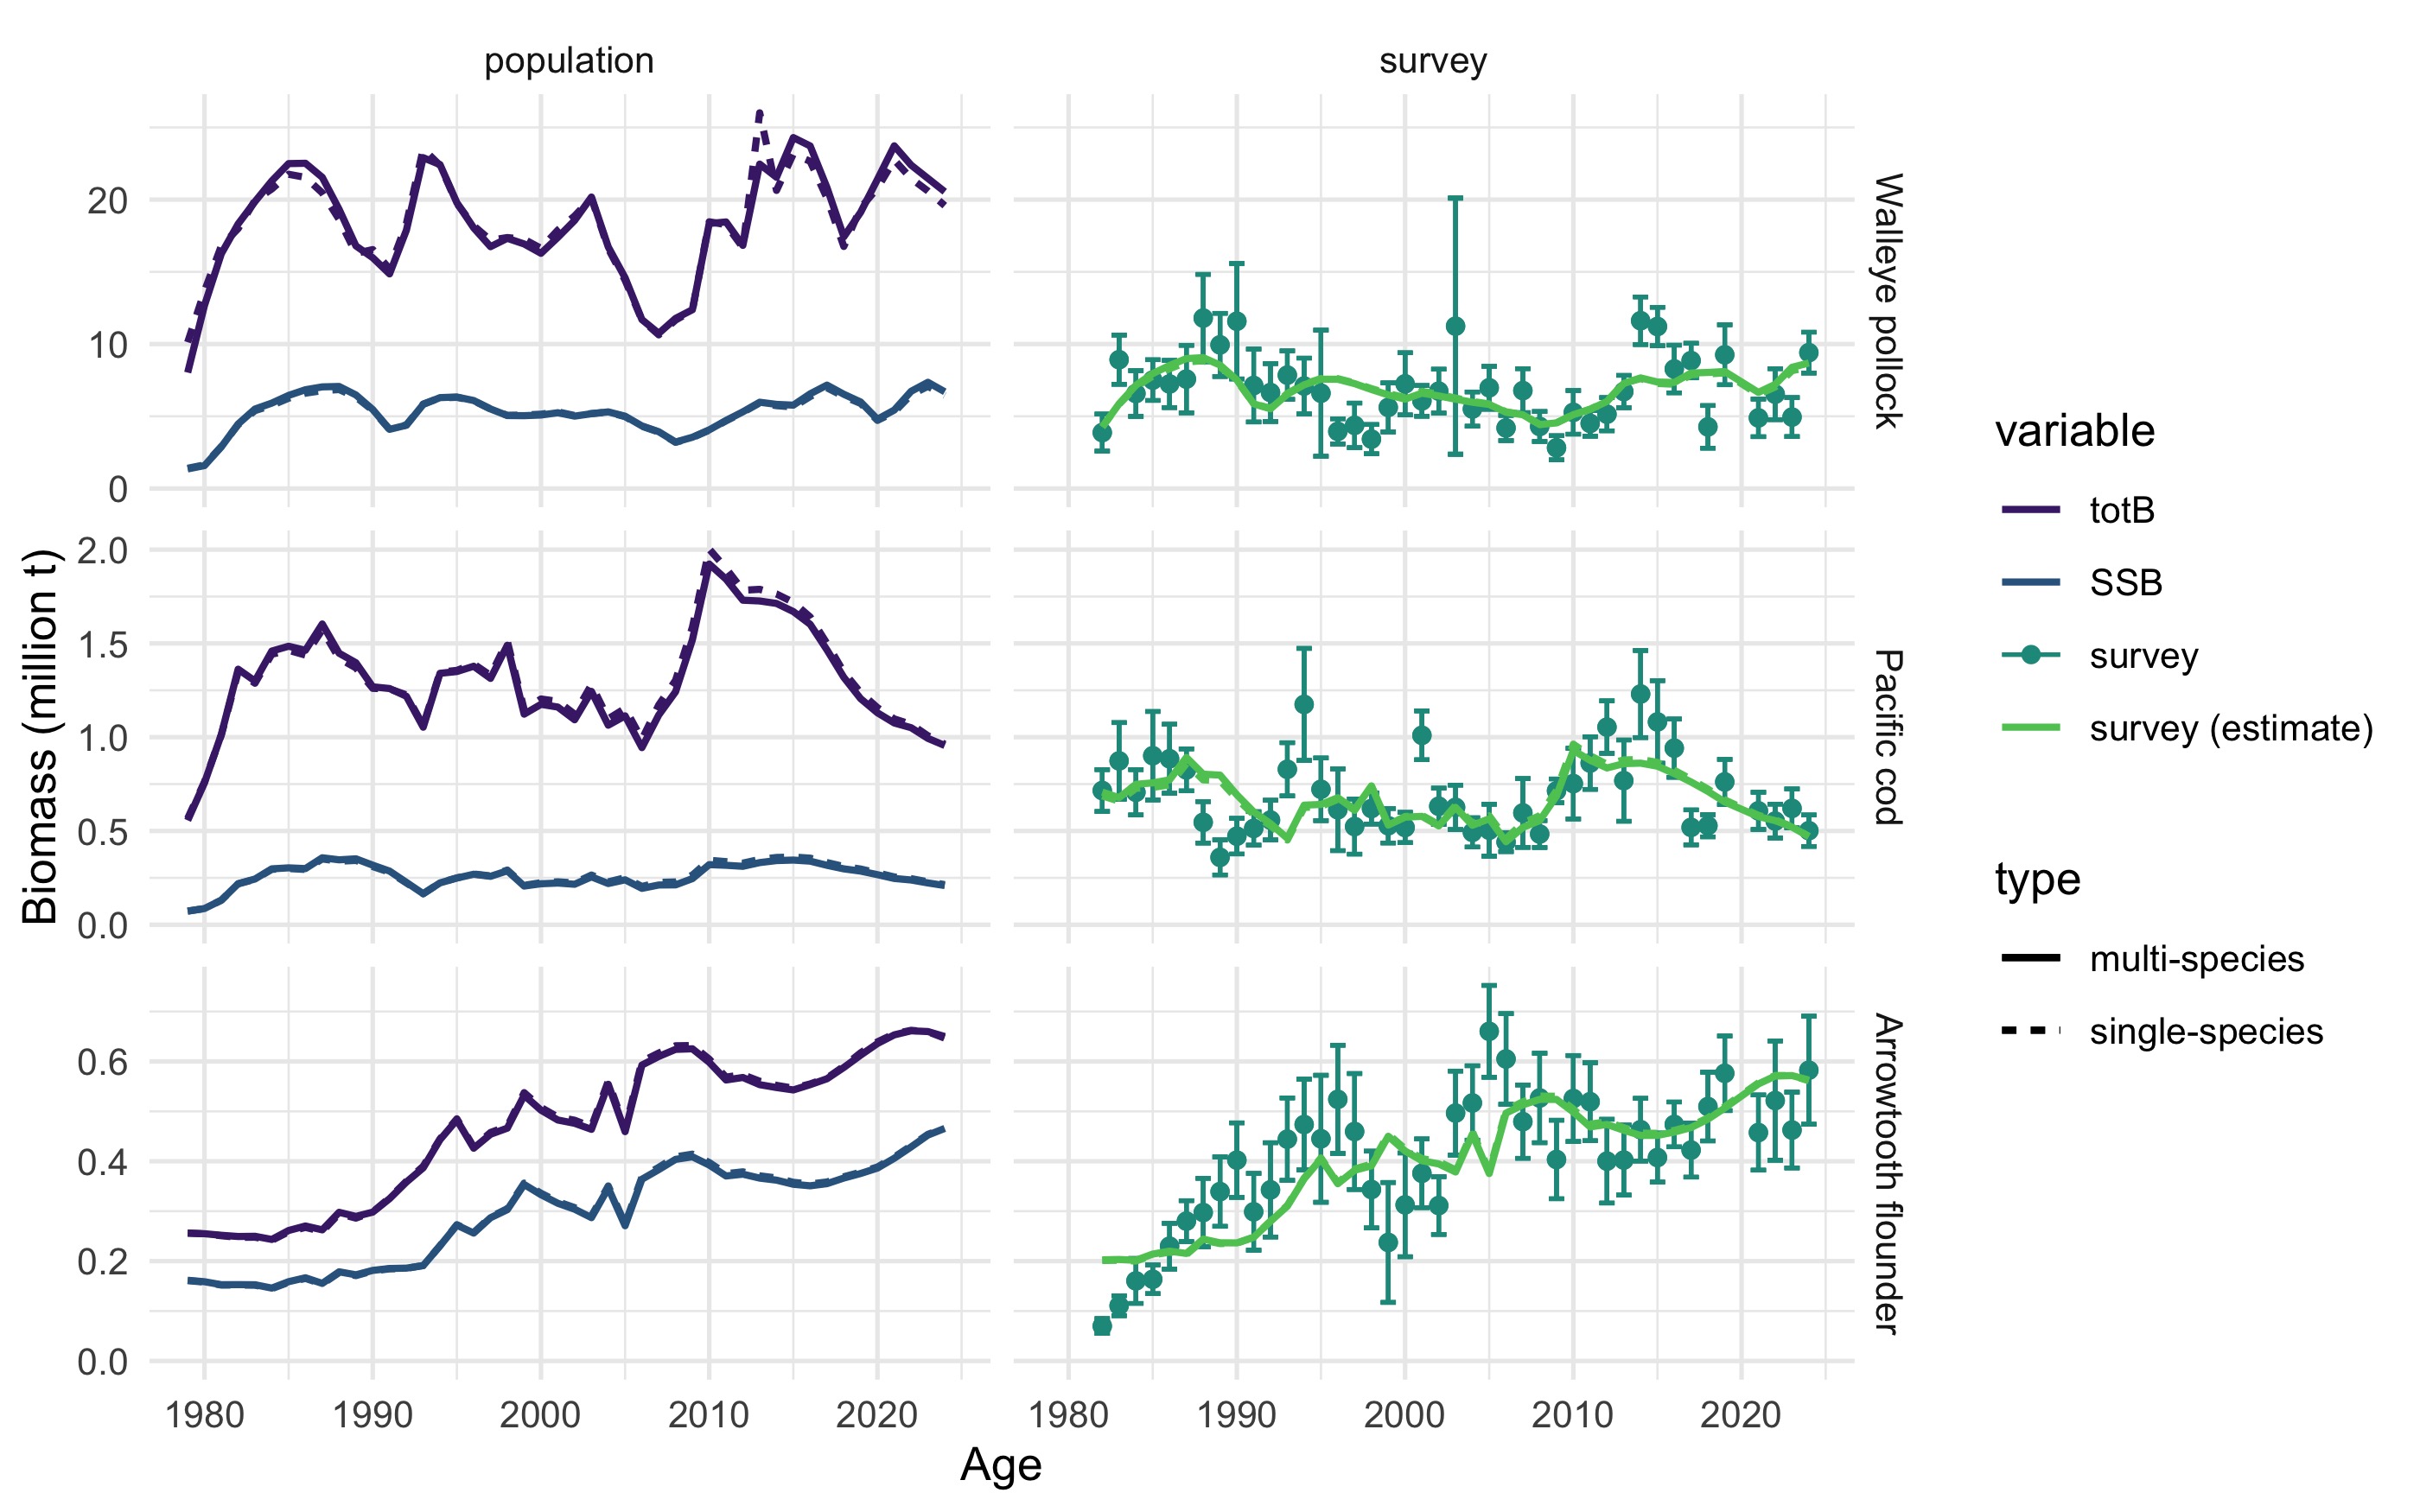 population
survey
20
10
0
Walleye pollock
2.0
1.5
1.0
0.5
0.0
Pacific cod
0.6
0.4
0.2
0.0
Arrowtooth flounder
Biomass (million t)
1980 1990 2000 2010 2020
1980 1990 2000 2010 2020
Age
variable
totB
SSB
survey
survey (estimate)
type
multi-species
single-species